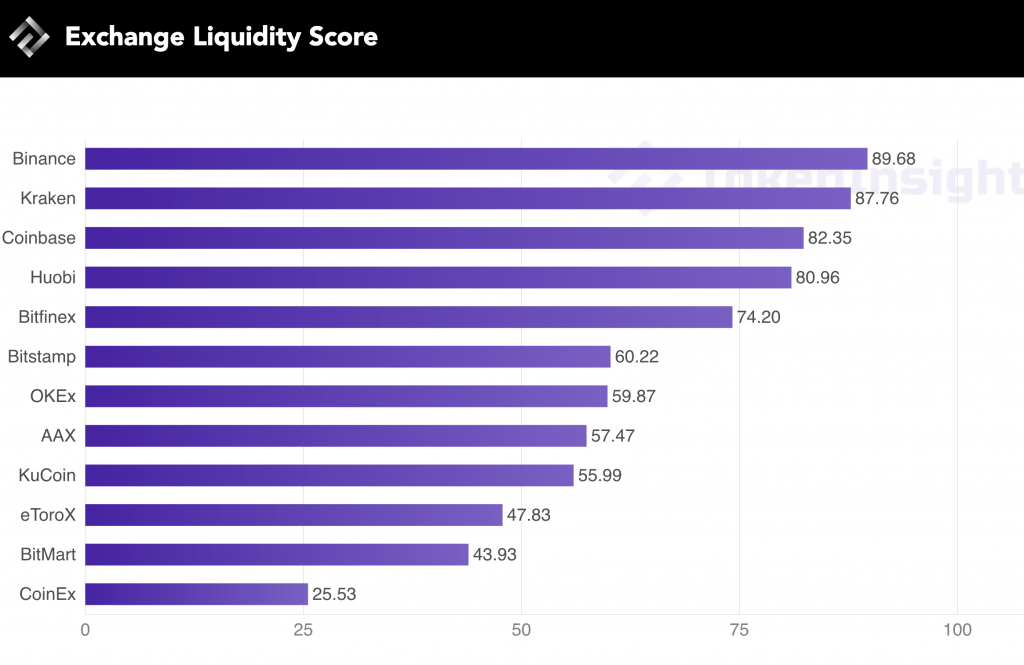 Exchange Liquidity Score
TokenInsight
Binance 89.68
Kraken 87.76
Coinbase 82.35
Huobi 80.96
Bitfinex 74.20
Bitstamp 60.22
OKEx 59.87
AAX 57.47
KuCoin 55.99
eToroX 47.83
BitMart 43.93
CoinEx 25.53
0 25 50 75 100